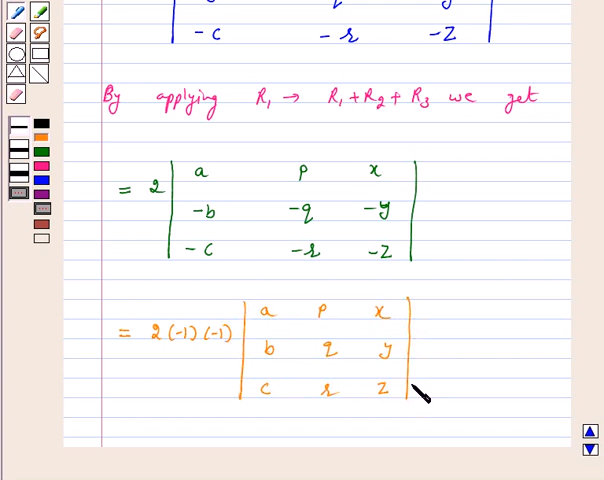 -c -r -z
By applying R₁ → R₁+R₂+R₃ we get
= 2 | a p x |
| -b -q -y |
| -c -r -z |
= 2(-1)(-1) | a p x |
| b q y |
| c r z |